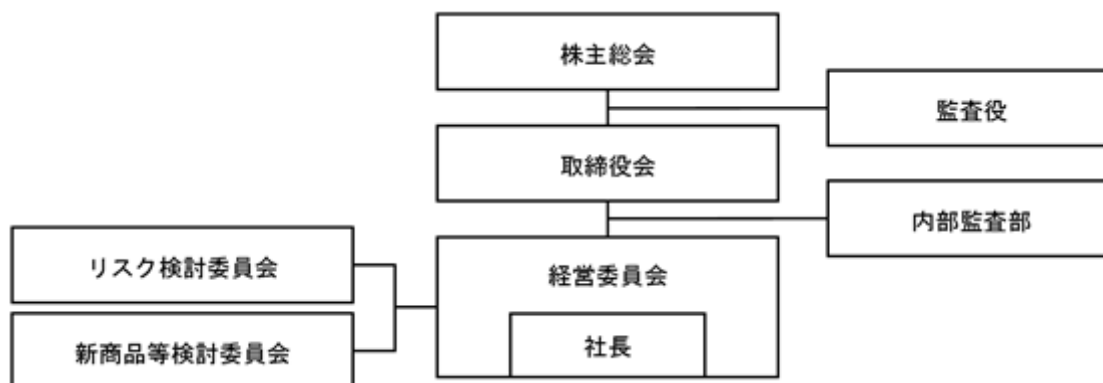 株主総会
監査役
取締役会
内部監査部
リスク検討委員会
経営委員会
社長
新商品等検討委員会